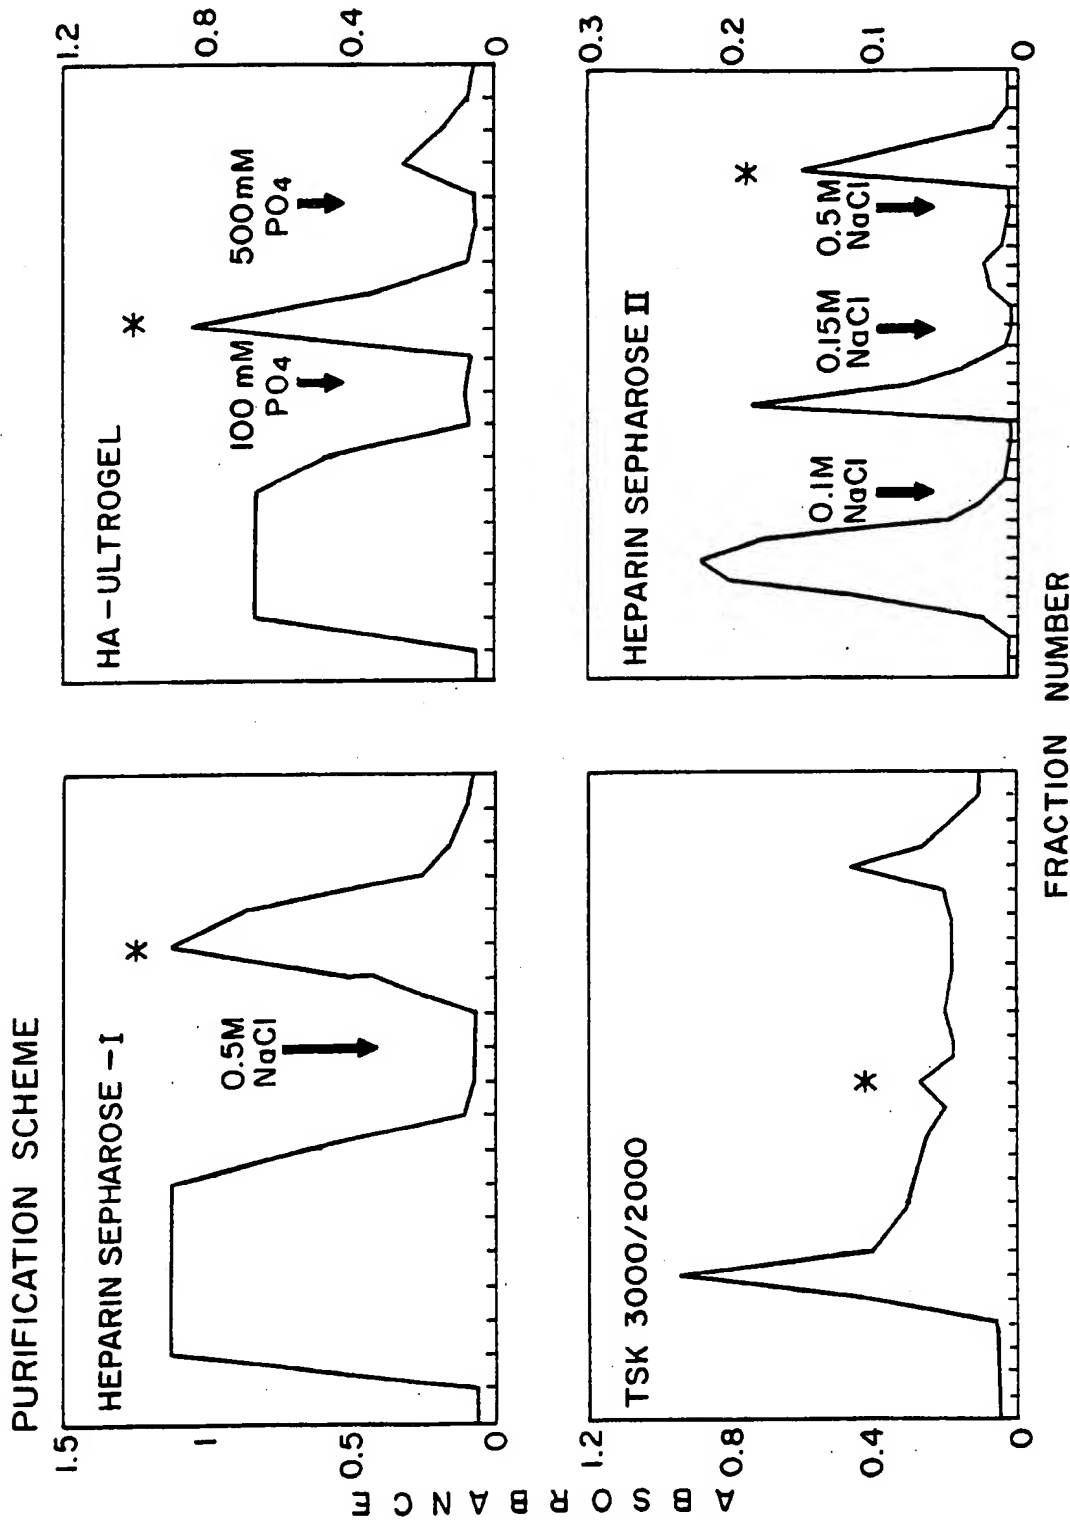 PURIFICATION SCHEME
ABSORBANCE
HEPARIN SEPHAROSE-I
1.5
1
0.5
0
0.5M
NaCl
*
HA-ULTROGEL
1.2
0.8
0.4
0
100 mM
PO4
*
500mM
PO4
TSK 3000/2000
1.2
0.8
0.4
0
*
HEPARIN SEPHAROSE II
0.3
0.2
0.1
0
0.1M
NaCl
0.15M
NaCl
0.5M
NaCl
*
FRACTION NUMBER